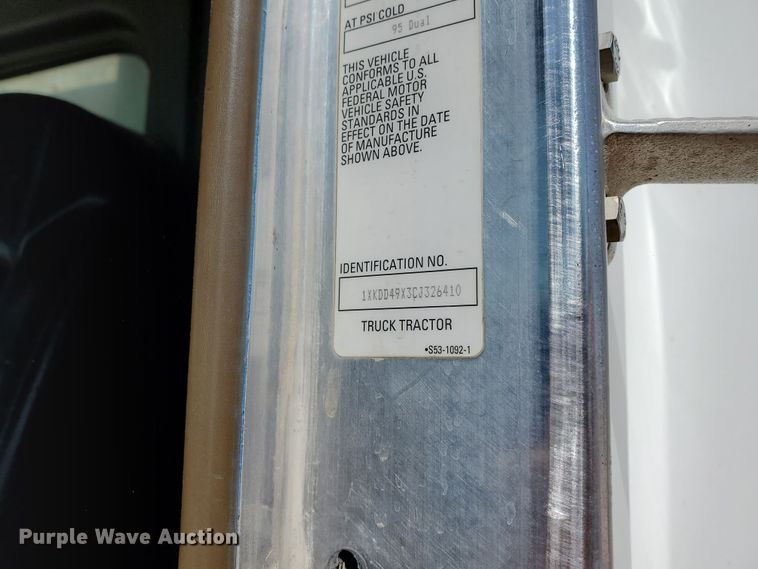 AT PSI COLD
95 Dual
THIS VEHICLE
CONFORMS TO ALL
APPLICABLE U.S.
FEDERAL MOTOR
VEHICLE SAFETY
STANDARDS IN
EFFECT ON THE DATE
OF MANUFACTURE
SHOWN ABOVE.
IDENTIFICATION NO.
1XKDD49X3CJ326410
TRUCK TRACTOR
•S53-1092-1
Purple Wave Auction